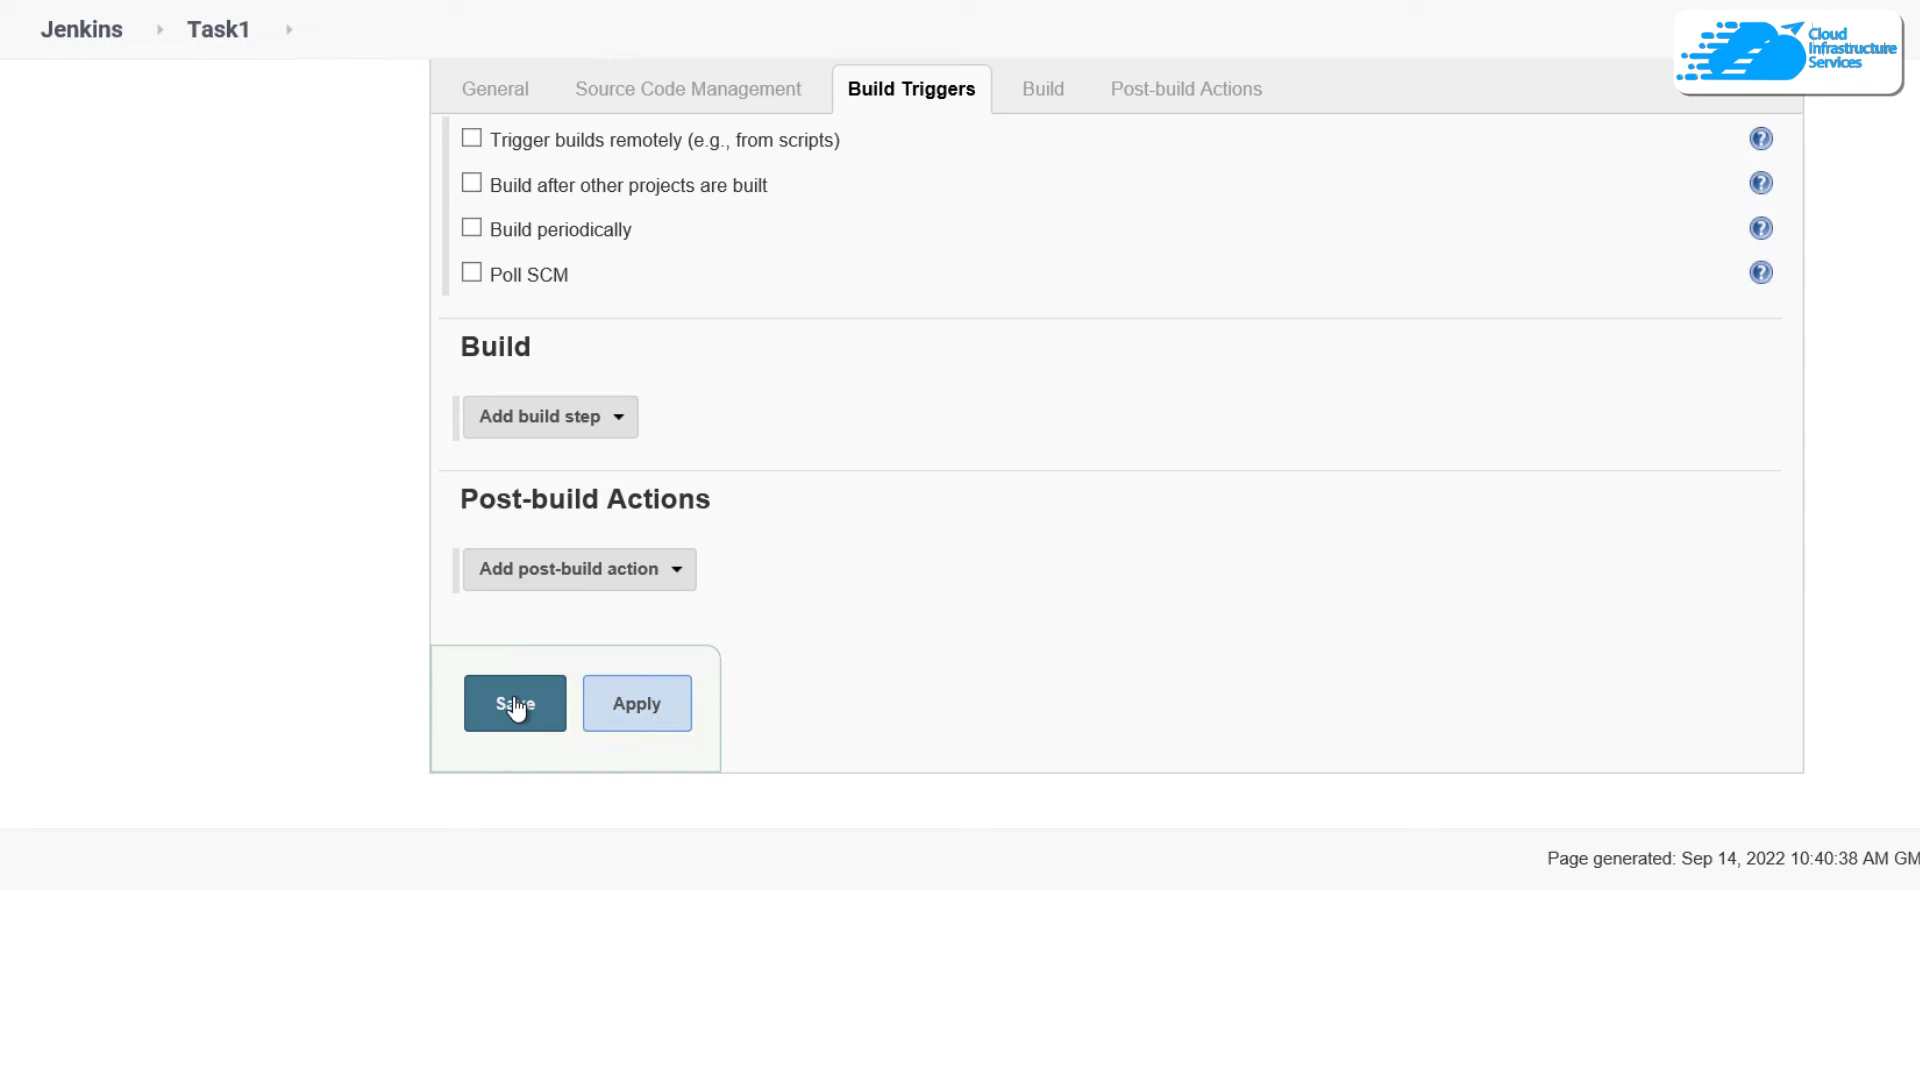 Jenkins
Task1
Cloud
Infrastructure
Services
General
Source Code Management
Build Triggers
Build
Post-build Actions
Trigger builds remotely (e.g., from scripts)
Build after other projects are built
Build periodically
Poll SCM
Build
Add build step
Post-build Actions
Add post-build action
Save
Apply
Page generated: Sep 14, 2022 10:40:38 AM GM